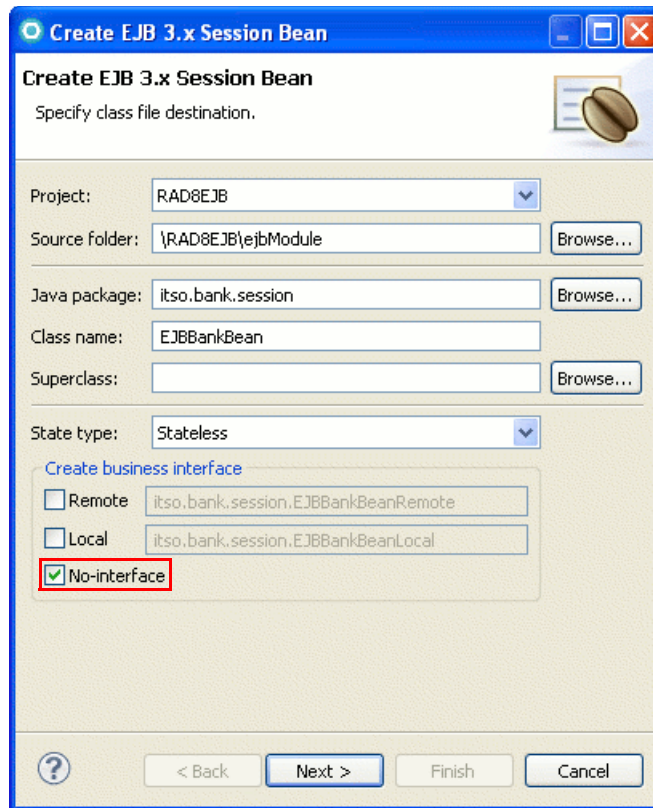 Create EJB 3.x Session Bean
Create EJB 3.x Session Bean
Specify class file destination.
Project: RAD8EJB
Source folder: \RAD8EJB\ejbModule Browse...
Java package: itso.bank.session Browse...
Class name: EJBBankBean
Superclass: Browse...
State type: Stateless
Create business interface
Remote itso.bank.session.EJBBankBeanRemote
Local itso.bank.session.EJBBankBeanLocal
No-interface
? < Back Next > Finish Cancel